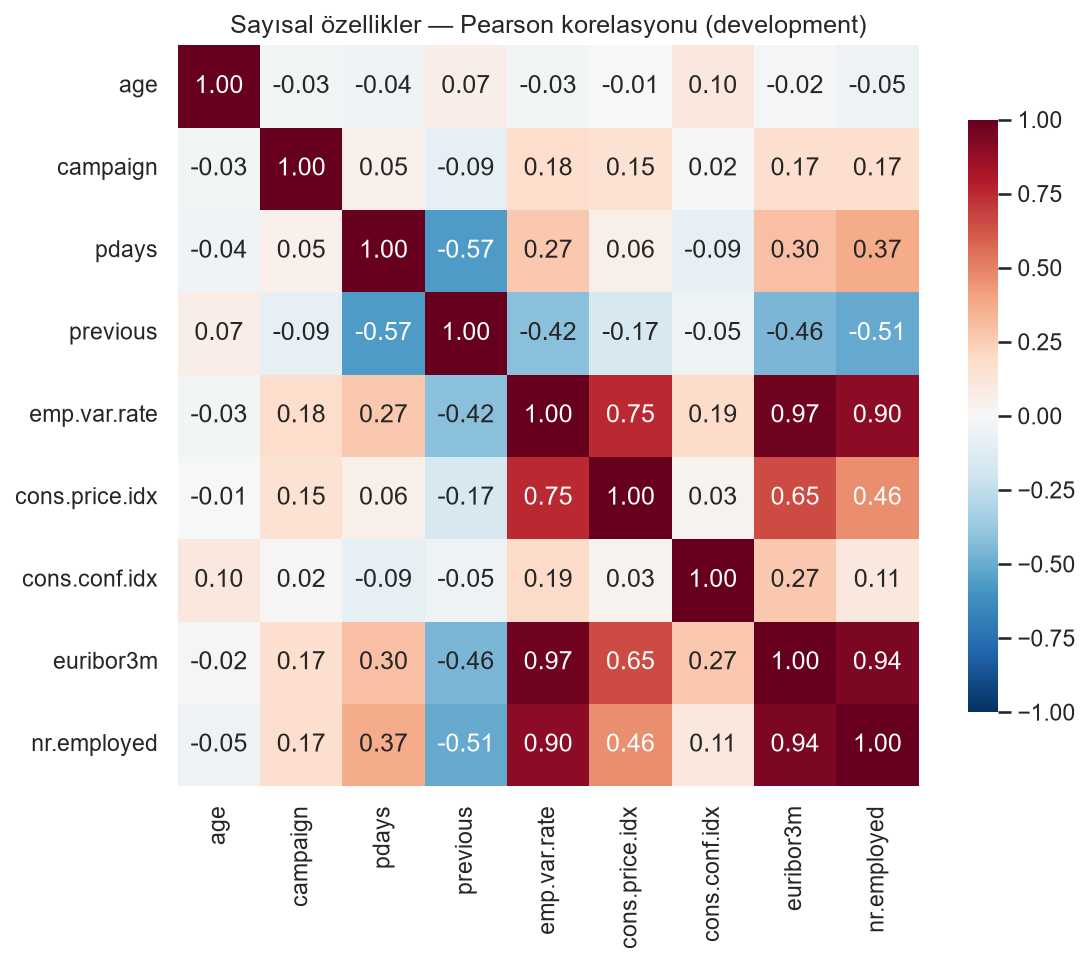 Sayısal özellikler — Pearson korelasyonu (development)
age 1.00 -0.03 -0.04 0.07 -0.03 -0.01 0.10 -0.02 -0.05
campaign -0.03 1.00 0.05 -0.09 0.18 0.15 0.02 0.17 0.17
pdays -0.04 0.05 1.00 -0.57 0.27 0.06 -0.09 0.30 0.37
previous 0.07 -0.09 -0.57 1.00 -0.42 -0.17 -0.05 -0.46 -0.51
emp.var.rate -0.03 0.18 0.27 -0.42 1.00 0.75 0.19 0.97 0.90
cons.price.idx -0.01 0.15 0.06 -0.17 0.75 1.00 0.03 0.65 0.46
cons.conf.idx 0.10 0.02 -0.09 -0.05 0.19 0.03 1.00 0.27 0.11
euribor3m -0.02 0.17 0.30 -0.46 0.97 0.65 0.27 1.00 0.94
nr.employed -0.05 0.17 0.37 -0.51 0.90 0.46 0.11 0.94 1.00
age
campaign
pdays
previous
emp.var.rate
cons.price.idx
cons.conf.idx
euribor3m
nr.employed
1.00
0.75
0.50
0.25
0.00
−0.25
−0.50
−0.75
−1.00